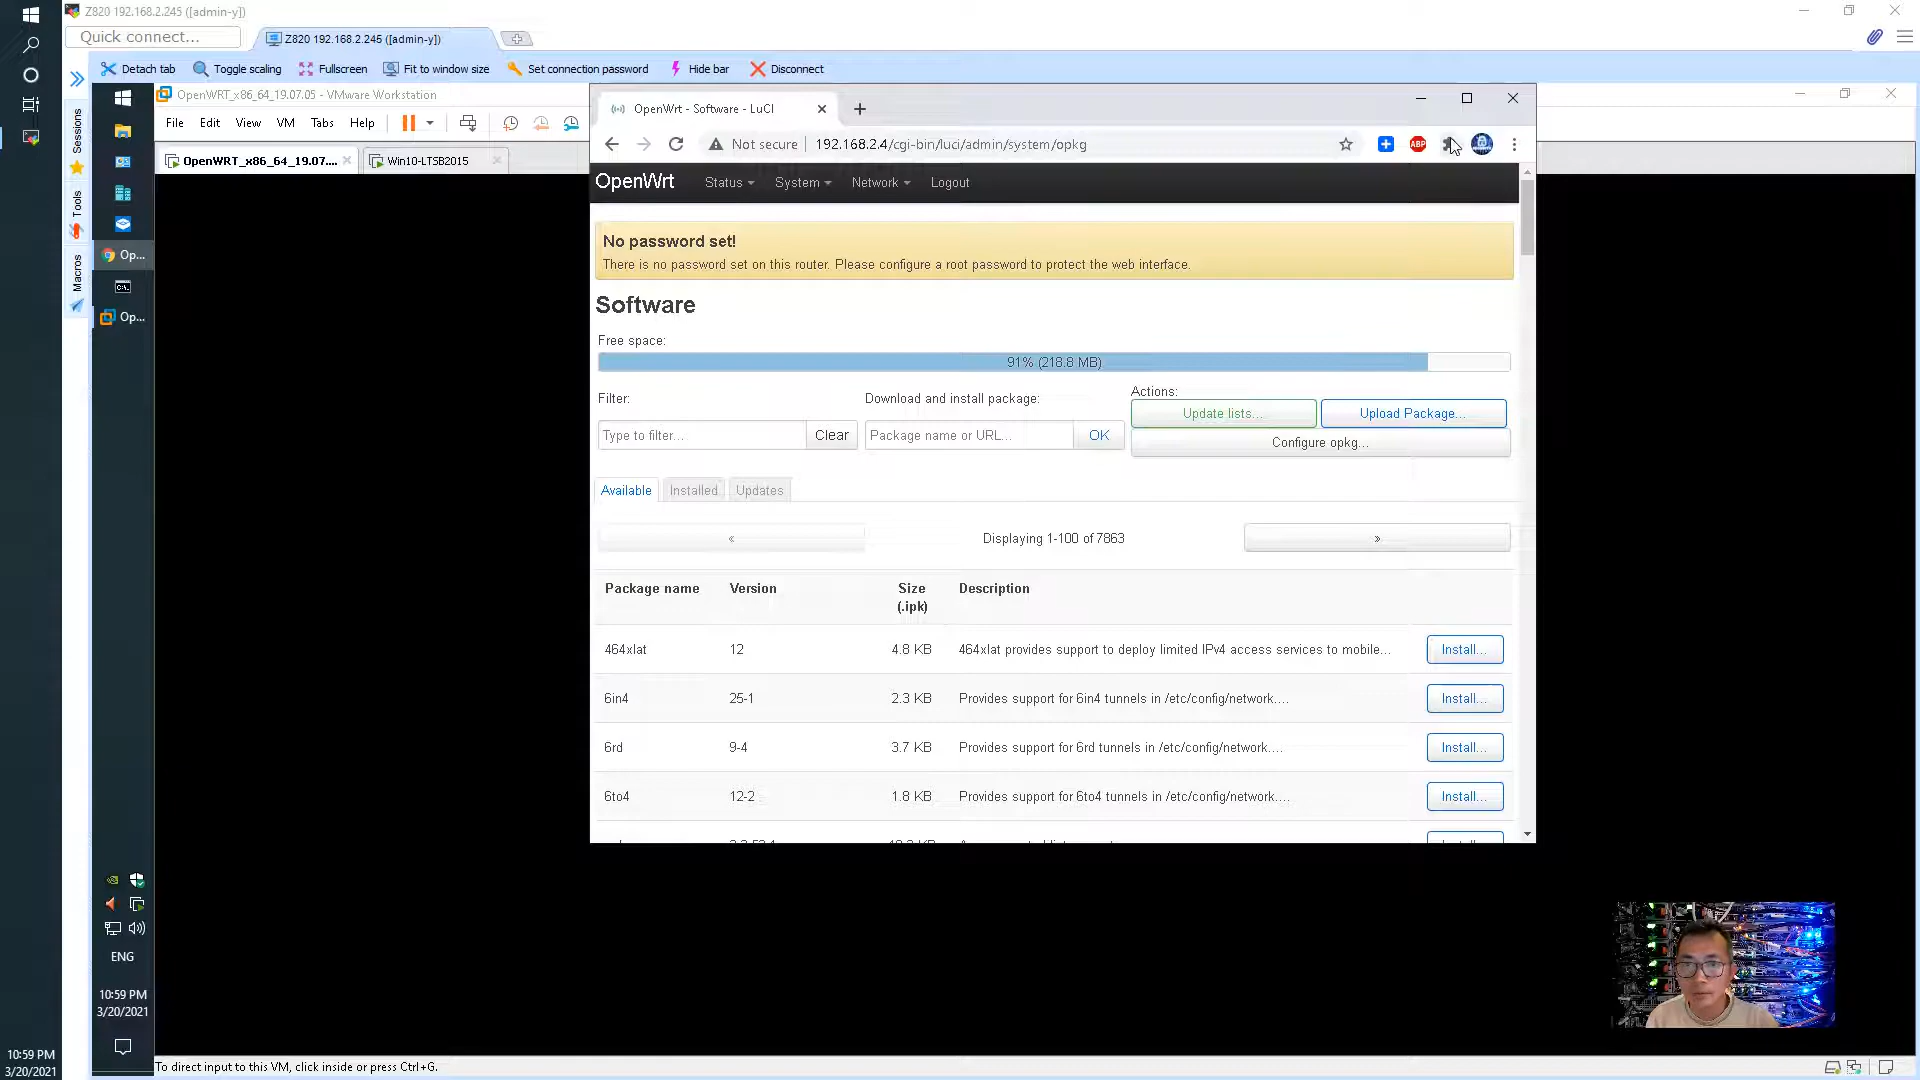 Z820 192.168.2.245 ([admin-y])
Quick connect...
Z820 192.168.2.245 ([admin-y])
Detach tab
Toggle scaling
Fullscreen
Fit to window size
Set connection password
Hide bar
Disconnect
Sessions
Tools
Macros
OpenWRT_x86_64_19.07.05 - VMware Workstation
File
Edit
View
VM
Tabs
Help
OpenWRT_x86_64_19.07....
Win10-LTSB2015
OpenWrt - Software - LuCI
Not secure
192.168.2.4/cgi-bin/luci/admin/system/opkg
ABP
OpenWrt
Status
System
Network
Logout
No password set!
There is no password set on this router. Please configure a root password to protect the web interface.
Software
Free space:
91% (218.8 MB)
Filter:
Download and install package:
Actions:
Type to filter...
Clear
Package name or URL...
OK
Update lists...
Upload Package...
Configure opkg...
Available
Installed
Updates
«
Displaying 1-100 of 7863
»
Package name
Version
Size (.ipk)
Description
464xlat
12
4.8 KB
464xlat provides support to deploy limited IPv4 access services to mobile...
Install...
6in4
25-1
2.3 KB
Provides support for 6in4 tunnels in /etc/config/network....
Install...
6rd
9-4
3.7 KB
Provides support for 6rd tunnels in /etc/config/network....
Install...
6to4
12-2
1.8 KB
Provides support for 6to4 tunnels in /etc/config/network....
Install...
Op...
Op...
ENG
10:59 PM
3/20/2021
10:59 PM
3/20/2021
To direct input to this VM, click inside or press Ctrl+G.